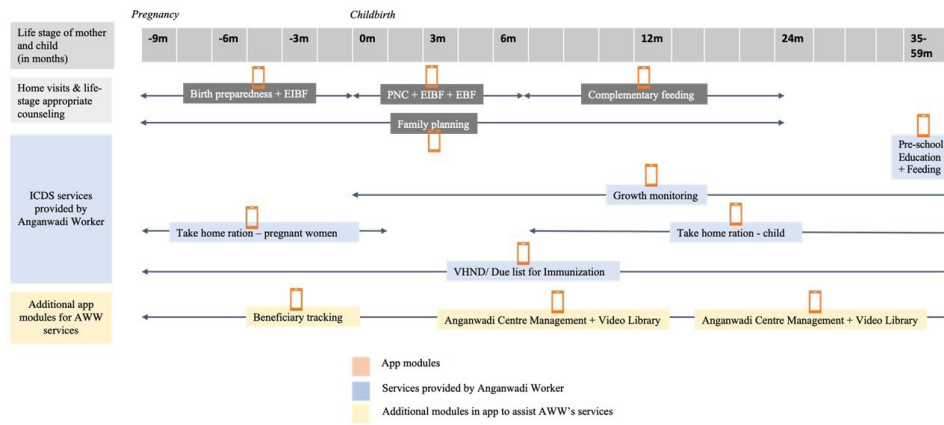 Pregnancy
Childbirth
Life stage of mother
and child
(in months)
-9m
-6m
-3m
0m
3m
6m
12m
24m
35-
59m
Home visits & life-
stage appropriate
counseling
Birth preparedness + EIBF
PNC + EIBF + EBF
Complementary feeding
Family planning
ICDS services
provided by
Anganwadi Worker
Pre-school
Education
+ Feeding
Growth monitoring
Take home ration – pregnant women
Take home ration - child
VHND/ Due list for Immunization
Additional app
modules for AWW
services
Beneficiary tracking
Anganwadi Centre Management + Video Library
Anganwadi Centre Management + Video Library
App modules
Services provided by Anganwadi Worker
Additional modules in app to assist AWW's services